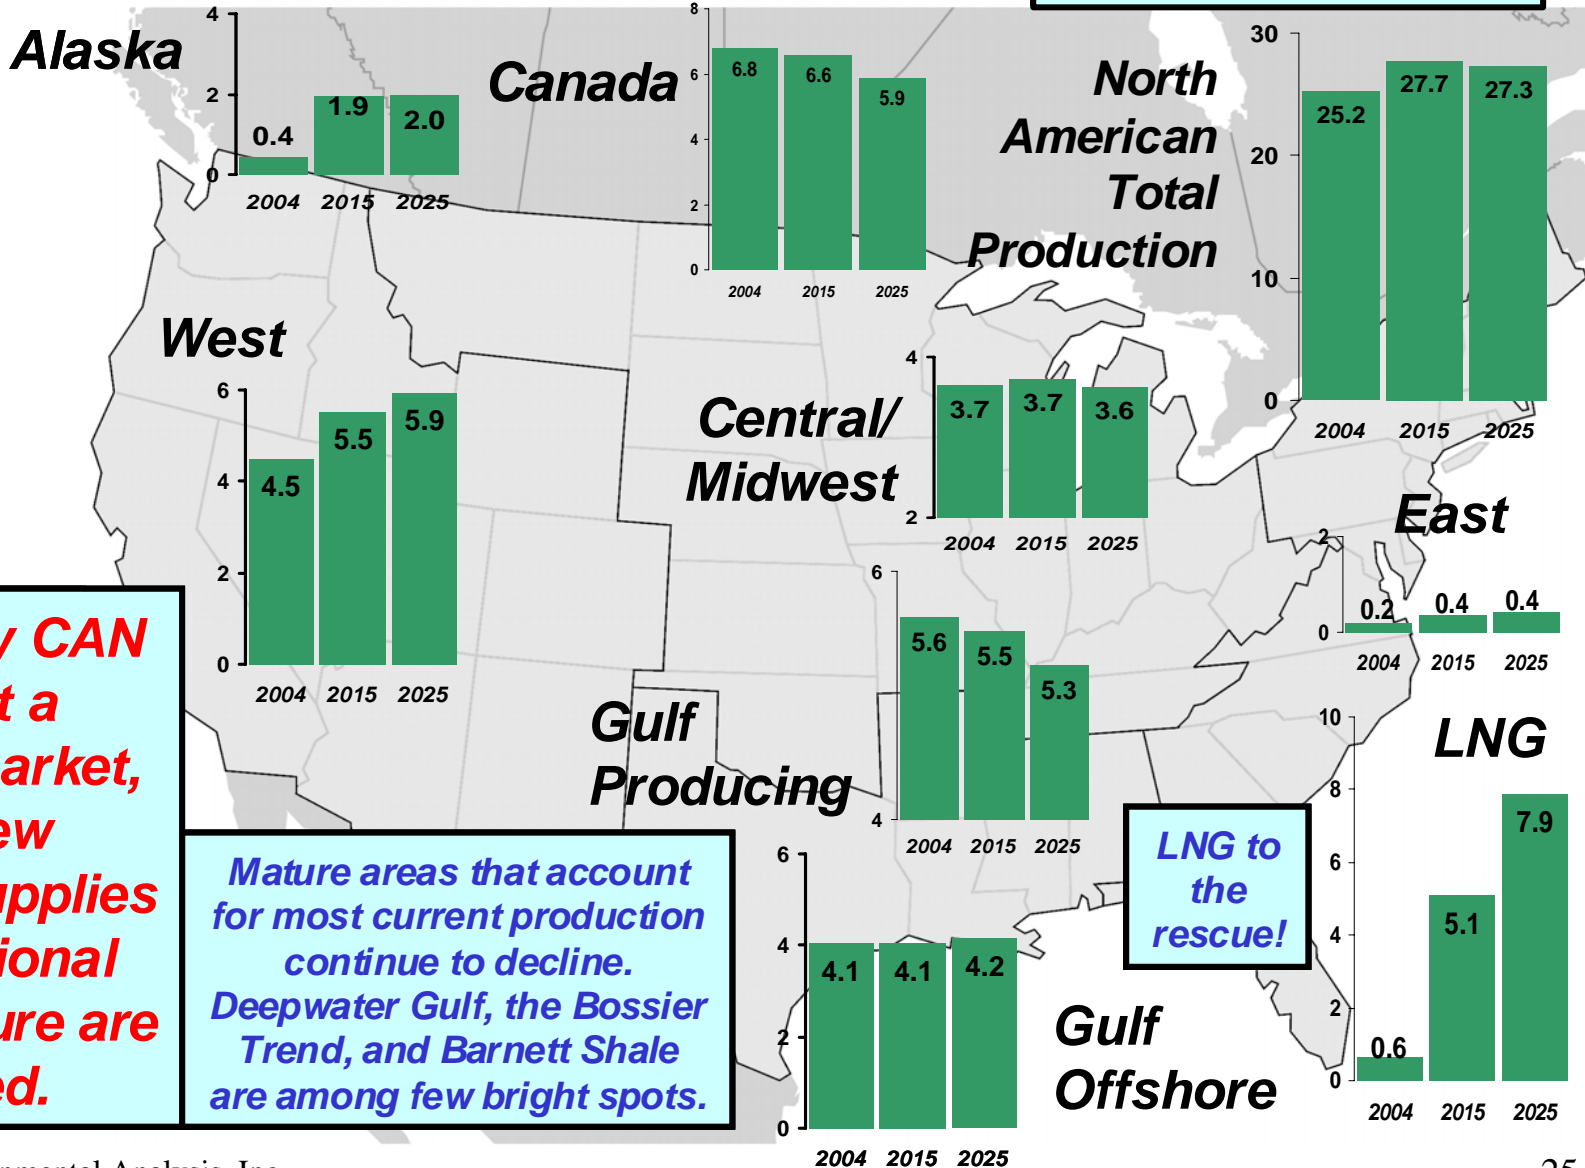 Alaska
4
2
0
0.4
1.9
2.0
2004 2015 2025
Canada
8
6
4
2
0
6.8
6.6
5.9
2004 2015 2025
North
American
Total
Production
30
20
10
0
25.2
27.7
27.3
2004 2015 2025
West
6
4
2
0
4.5
5.5
5.9
2004 2015 2025
Central/
Midwest
4
2
3.7
3.7
3.6
2004 2015 2025
East
2
0
0.2
0.4
0.4
2004 2015 2025
Gulf
Producing
6
4
5.6
5.5
5.3
2004 2015 2025
LNG
10
8
6
4
2
0
0.6
5.1
7.9
2004 2015 2025
CAN
a
ed.
are
Mature areas that account
for most current production
continue to decline.
Deepwater Gulf, the Bossier
Trend, and Barnett Shale
are among few bright spots.
LNG to
the
rescue!
Gulf
Offshore
6
4
2
0
4.1
4.1
4.2
2004 2015 2025
Analysis, Inc
25